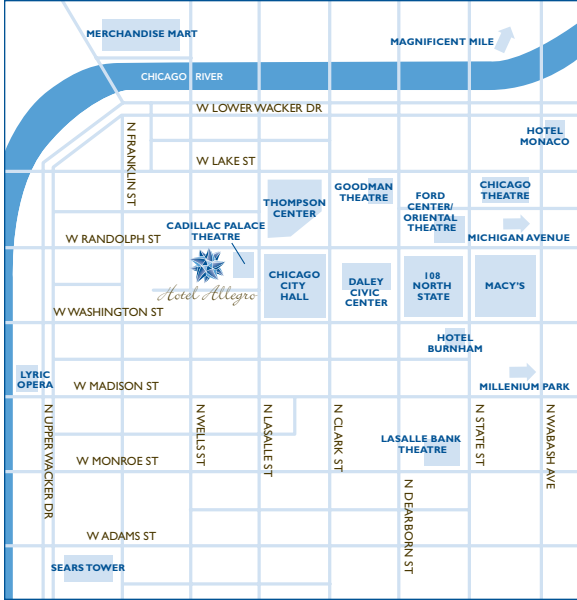 MERCHANDISE MART
MAGNIFICENT MILE
CHICAGO RIVER
W LOWER WACKER DR
N FRANKLIN ST
HOTEL
MONACO
W LAKE ST
GOODMAN
THEATRE
CHICAGO
THEATRE
THOMPSON
CENTER
FORD
CENTER/
ORIENTAL
THEATRE
CADILLAC PALACE
THEATRE
W RANDOLPH ST
MICHIGAN AVENUE
Hotel Allegro
CHICAGO
CITY
HALL
DALEY
CIVIC
CENTER
108
NORTH
STATE
MACY'S
W WASHINGTON ST
HOTEL
BURNHAM
LYRIC
OPERA
W MADISON ST
MILLENIUM PARK
N UPPER WACKER DR
N WELLS ST
N LASALLE ST
N CLARK ST
N STATE ST
N WABASH AVE
LASALLE BANK
THEATRE
W MONROE ST
N DEARBORN ST
W ADAMS ST
SEARS TOWER